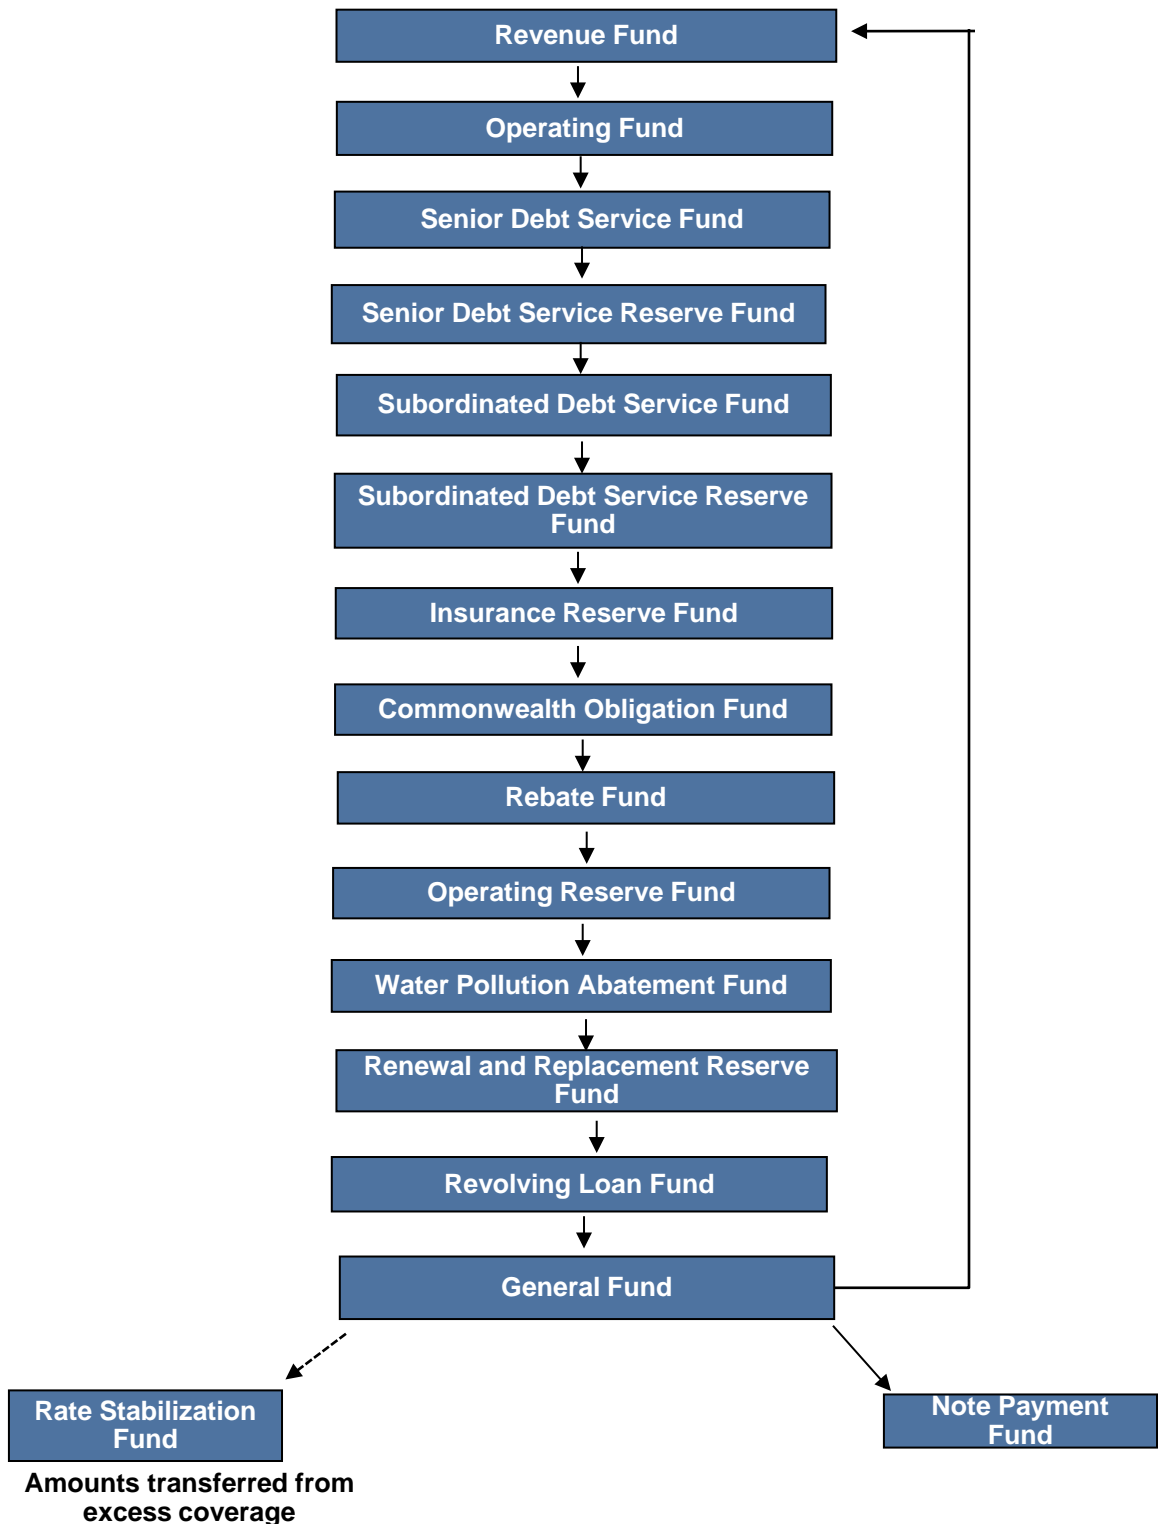 Revenue Fund
Operating Fund
Senior Debt Service Fund
Senior Debt Service Reserve Fund
Subordinated Debt Service Fund
Subordinated Debt Service Reserve
Fund
Insurance Reserve Fund
Commonwealth Obligation Fund
Rebate Fund
Operating Reserve Fund
Water Pollution Abatement Fund
Renewal and Replacement Reserve
Fund
Revolving Loan Fund
General Fund
Rate Stabilization
Fund
Amounts transferred from
excess coverage
Note Payment
Fund